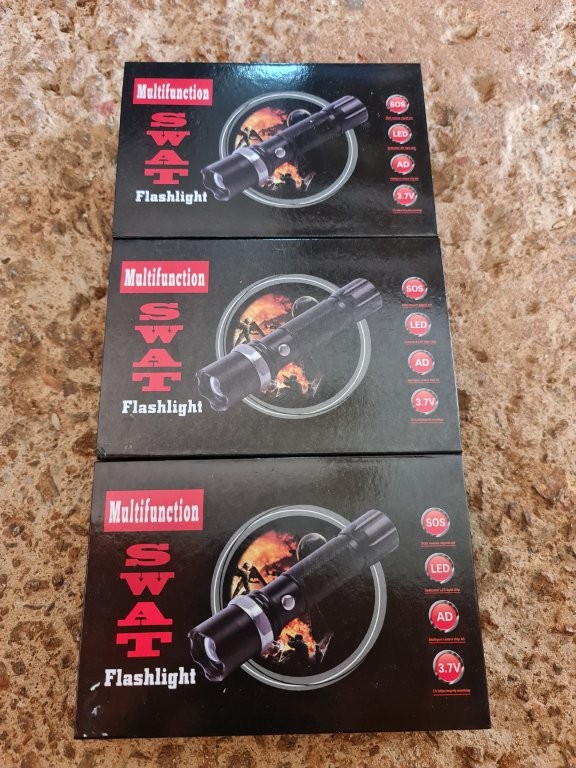 Multifunction
SWAT
Flashlight
SOS
LED
AD
3.7V
Multifunction
SWAT
Flashlight
SOS
LED
AD
3.7V
Multifunction
SWAT
Flashlight
SOS
LED
AD
3.7V